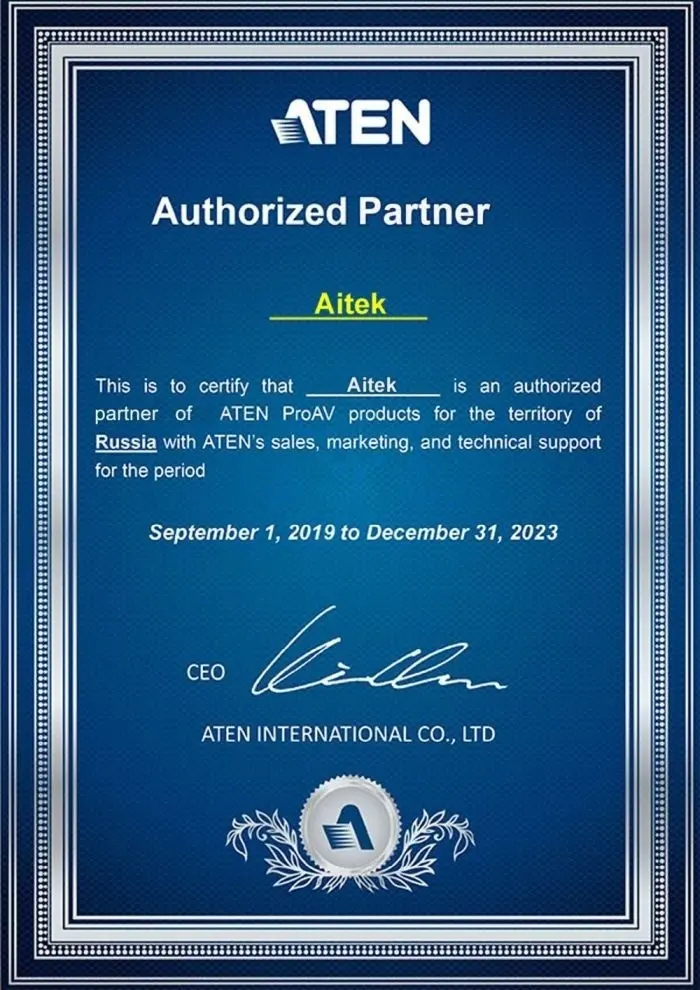 ATEN
Authorized Partner
Aitek
This is to certify that Aitek is an authorized
partner of ATEN ProAV products for the territory of
Russia with ATEN's sales, marketing, and technical support
for the period
September 1, 2019 to December 31, 2023
CEO
ATEN INTERNATIONAL CO., LTD